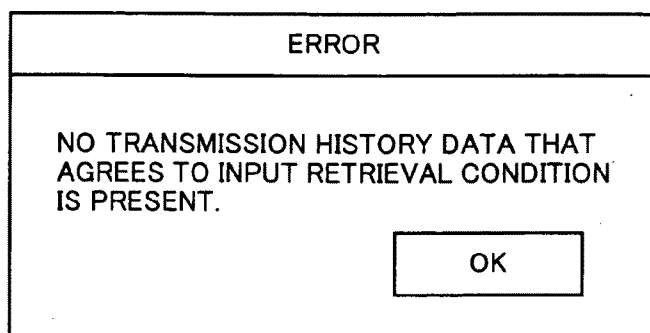 ERROR
NO TRANSMISSION HISTORY DATA THAT
AGREES TO INPUT RETRIEVAL CONDITION
IS PRESENT.
OK